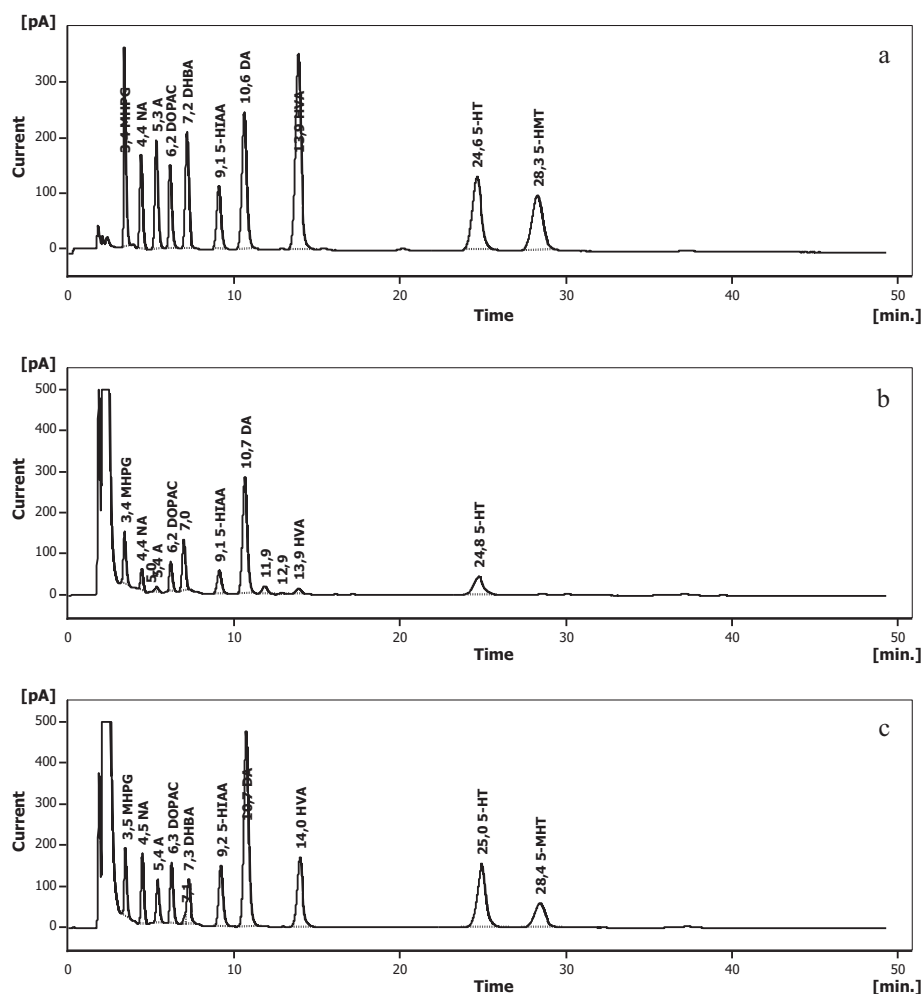 [pA]
a
300
200
100
0
Current
3,4 MHPG
4,4 NA
5,3 A
6,2 DOPAC
7,2 DHBA
9,1 5-HIAA
10,6 DA
13,9 HVA
24,6 5-HT
28,3 5-HMT
0 10 20 30 40 50
Time [min.]
[pA]
b
500
400
300
200
100
0
Current
3,4 MHPG
4,4 NA
5,0
5,4 A
6,2 DOPAC
7,0
9,1 5-HIAA
10,7 DA
11,9
12,9
13,9 HVA
24,8 5-HT
0 10 20 30 40 50
Time [min.]
[pA]
c
500
400
300
200
100
0
Current
3,5 MHPG
4,5 NA
5,4 A
6,3 DOPAC
7,1
7,3 DHBA
9,2 5-HIAA
10,7 DA
14,0 HVA
25,0 5-HT
28,4 5-MHT
0 10 20 30 40 50
Time [min.]